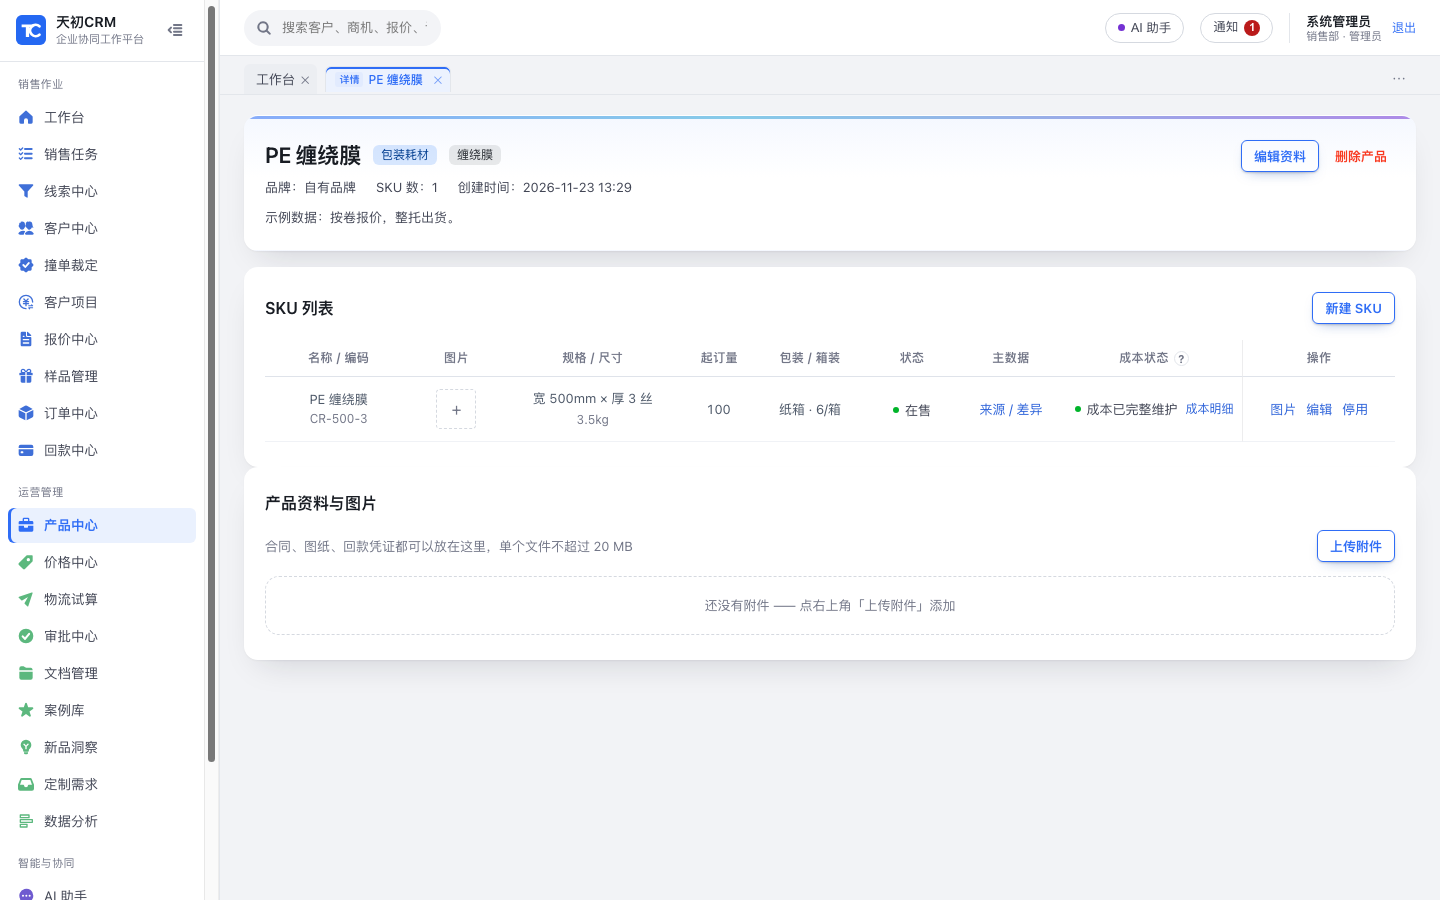 天初CRM
企业协同工作平台
销售作业
工作台
销售任务
线索中心
客户中心
撞单裁定
客户项目
报价中心
样品管理
订单中心
回款中心
运营管理
产品中心
价格中心
物流试算
审批中心
文档管理
案例库
新品洞察
定制需求
数据分析
智能与协同
AI 助手
搜索客户、商机、报价、
AI 助手
通知 1
系统管理员
销售部 · 管理员
退出
工作台 ×
详情 PE 缠绕膜 ×
···
PE 缠绕膜 包装耗材 缠绕膜
编辑资料 删除产品
品牌：自有品牌 SKU 数：1 创建时间：2026-11-23 13:29
示例数据：按卷报价，整托出货。
SKU 列表
新建 SKU
名称 / 编码 图片 规格 / 尺寸 起订量 包装 / 箱装 状态 主数据 成本状态 ? 操作
PE 缠绕膜
CR-500-3
+
宽 500mm × 厚 3 丝
3.5kg
100
纸箱 · 6/箱
在售
来源 / 差异
成本已完整维护 成本明细
图片 编辑 停用
产品资料与图片
合同、图纸、回款凭证都可以放在这里，单个文件不超过 20 MB
上传附件
还没有附件 —— 点右上角「上传附件」添加